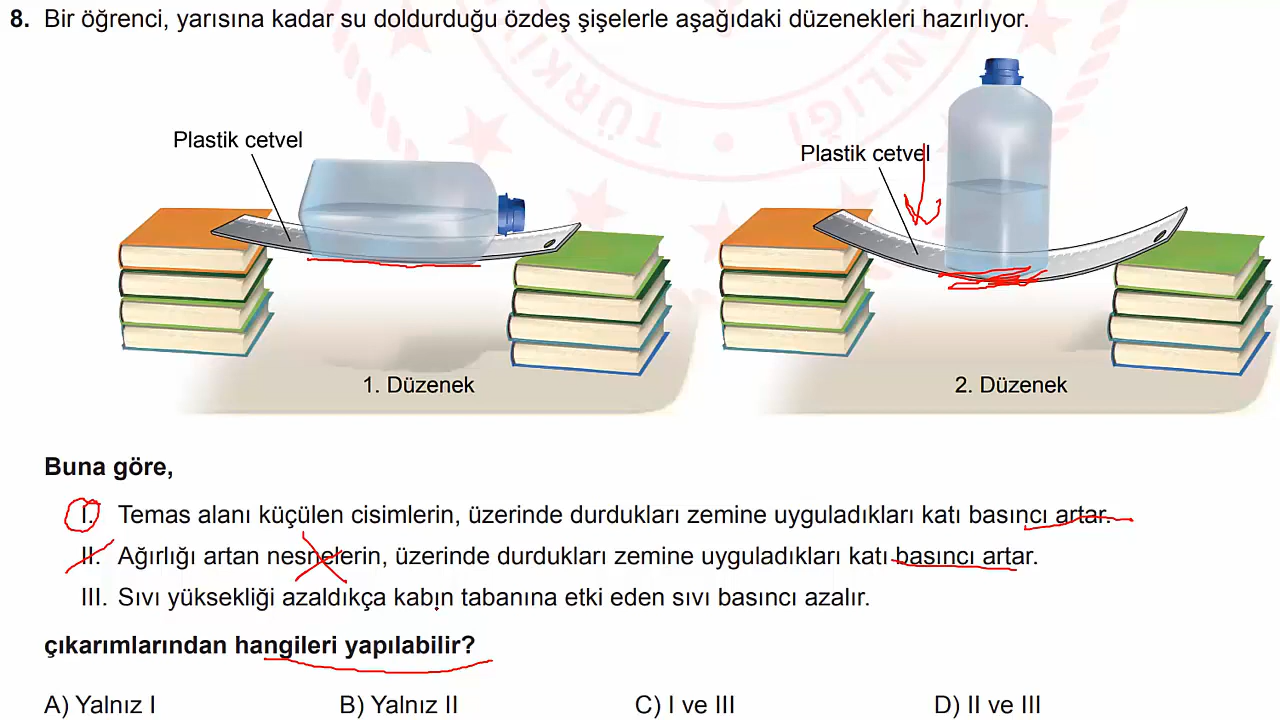 8. Bir öğrenci, yarısına kadar su doldurduğu özdeş şişelerle aşağıdaki düzenekleri hazırlıyor.
TÜRKİY
NLİĞİ
Plastik cetvel
Plastik cetvel
1. Düzenek
2. Düzenek
Buna göre,
I. Temas alanı küçülen cisimlerin, üzerinde durdukları zemine uyguladıkları katı basıncı artar.
II. Ağırlığı artan nesnelerin, üzerinde durdukları zemine uyguladıkları katı basıncı artar.
III. Sıvı yüksekliği azaldıkça kabın tabanına etki eden sıvı basıncı azalır.
çıkarımlarından hangileri yapılabilir?
A) Yalnız I
B) Yalnız II
C) I ve III
D) II ve III